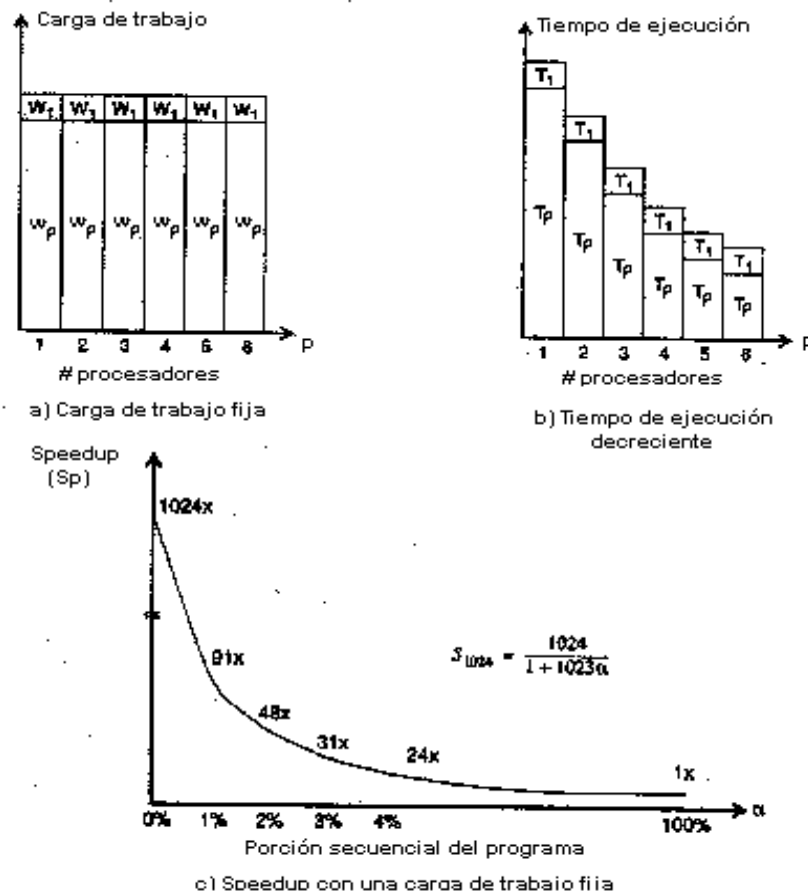 Carga de trabajo
W1 W1 W1 W1 W1 W1
Wp Wp Wp Wp Wp Wp
1 2 3 4 5 6 P
# procesadores
a) Carga de trabajo fija
Tiempo de ejecución
T1 T1 T1 T1 T1 T1
Tp Tp Tp Tp Tp Tp
1 2 3 4 5 6 P
# procesadores
b) Tiempo de ejecución
decreciente
Speedup
(Sp)
1024x
91x
48x
31x
24x
1x
S1024 = 1024 / 1 + 1023α
0% 1% 2% 3% 4% 100% α
Porción secuencial del programa
c) Speedup con una carga de trabajo fija